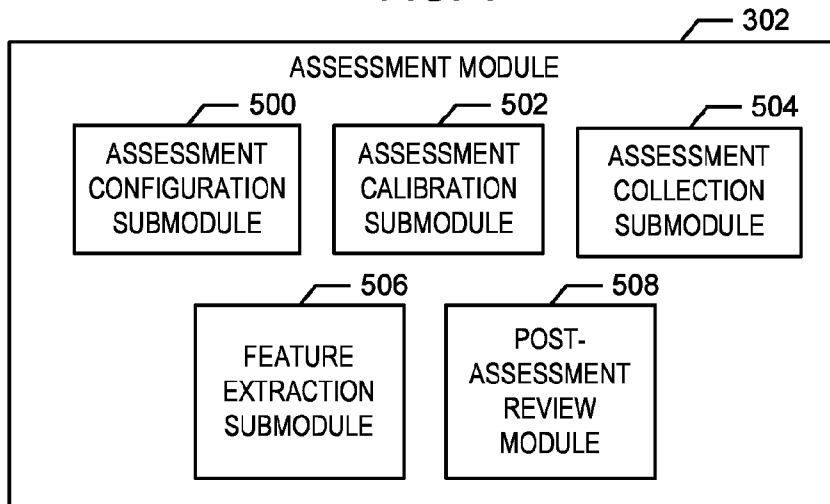 302
ASSESSMENT MODULE
500
ASSESSMENT
CONFIGURATION
SUBMODULE
502
ASSESSMENT
CALIBRATION
SUBMODULE
504
ASSESSMENT
COLLECTION
SUBMODULE
506
FEATURE
EXTRACTION
SUBMODULE
508
POST-
ASSESSMENT
REVIEW
MODULE